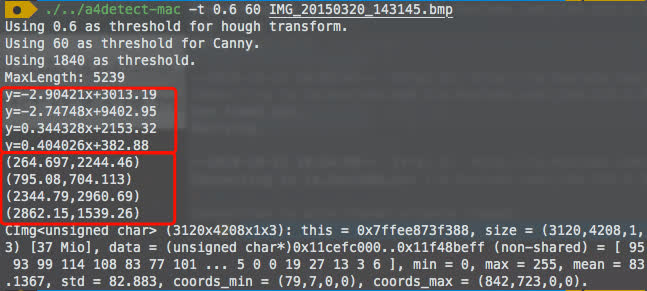 ./../a4detect-mac -t 0.6 60 IMG_20150320_143145.bmp
Using 0.6 as threshold for hough transform.
Using 60 as threshold for Canny.
Using 1840 as threshold.
MaxLength: 5239
y=-2.90421x+3013.19
y=-2.74748x+9402.95
y=0.344328x+2153.32
y=0.404026x+382.88
(264.697,2244.46)
(795.08,704.113)
(2344.79,2960.69)
(2862.15,1539.26)
CImg<unsigned char> (3120x4208x1x3): this = 0x7ffee873f388, size = (3120,4208,1,
3) [37 Mio], data = (unsigned char*)0x11cefc000..0x11f48beff (non-shared) = [ 95
93 99 114 108 83 77 101 ... 5 0 0 19 27 13 3 6 ], min = 0, max = 255, mean = 83
.1367, std = 82.883, coords_min = (79,7,0,0), coords_max = (842,723,0,0).